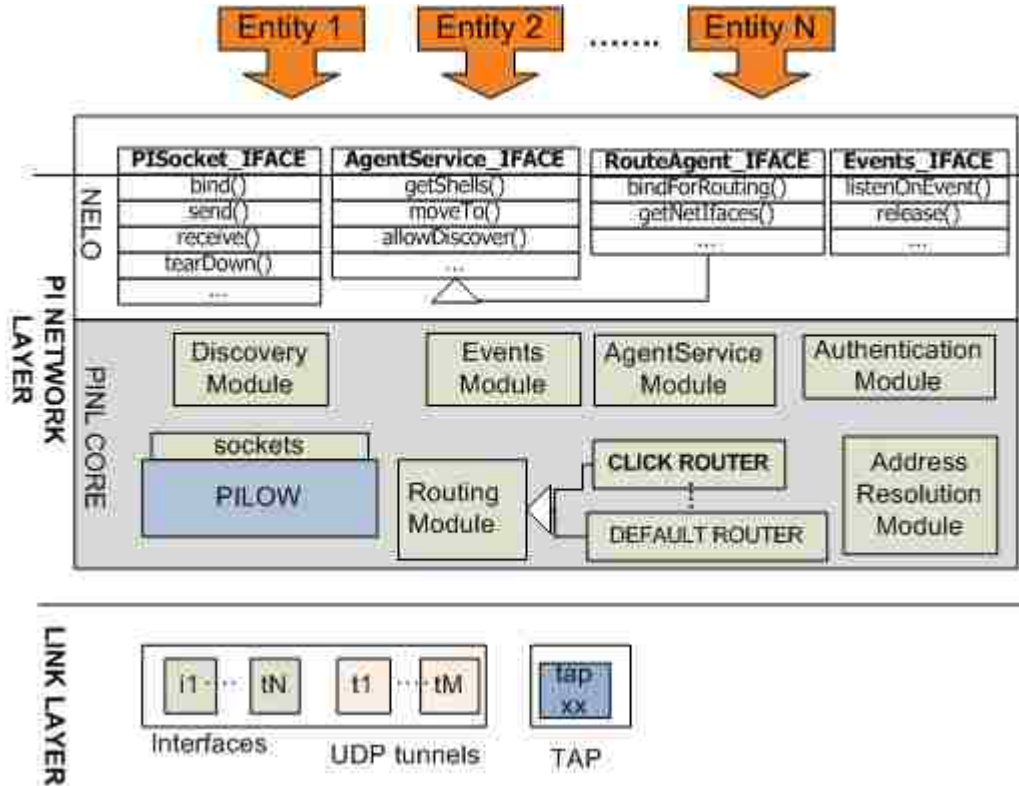 Entity 1
Entity 2
.......
Entity N
PISocket_IFACE
bind()
send()
receive()
tearDown()
...
AgentService_IFACE
getShells()
moveTo()
allowDiscover()
...
RouteAgent_IFACE
bindForRouting()
getNetIfaces()
...
Events_IFACE
listenOnEvent()
release()
...
NELO
PI NETWORK
LAYER
PINL CORE
Discovery
Module
Events
Module
AgentService
Module
Authentication
Module
sockets
PILOW
Routing
Module
CLICK ROUTER
DEFAULT ROUTER
Address
Resolution
Module
LINK LAYER
i1
tN
t1
tM
tap
xx
Interfaces
UDP tunnels
TAP